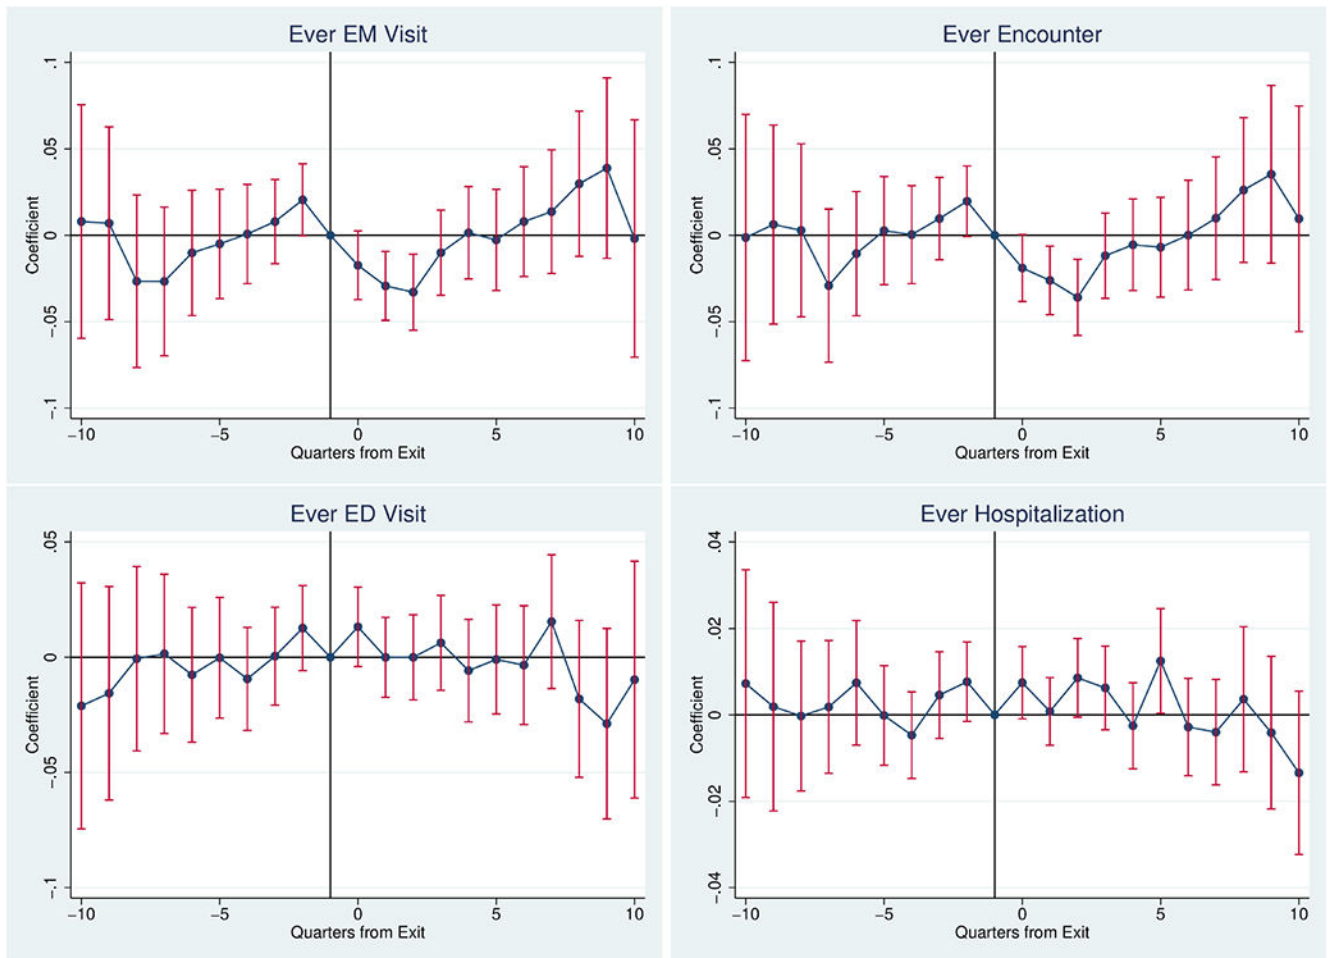 Ever EM Visit
.1
.05
0
-.05
-.1
Coefficient
-10 -5 0 5 10
Quarters from Exit
Ever Encounter
.1
.05
0
-.05
-.1
Coefficient
-10 -5 0 5 10
Quarters from Exit
Ever ED Visit
.05
0
-.05
-.1
Coefficient
-10 -5 0 5 10
Quarters from Exit
Ever Hospitalization
.04
.02
0
-.02
-.04
Coefficient
-10 -5 0 5 10
Quarters from Exit